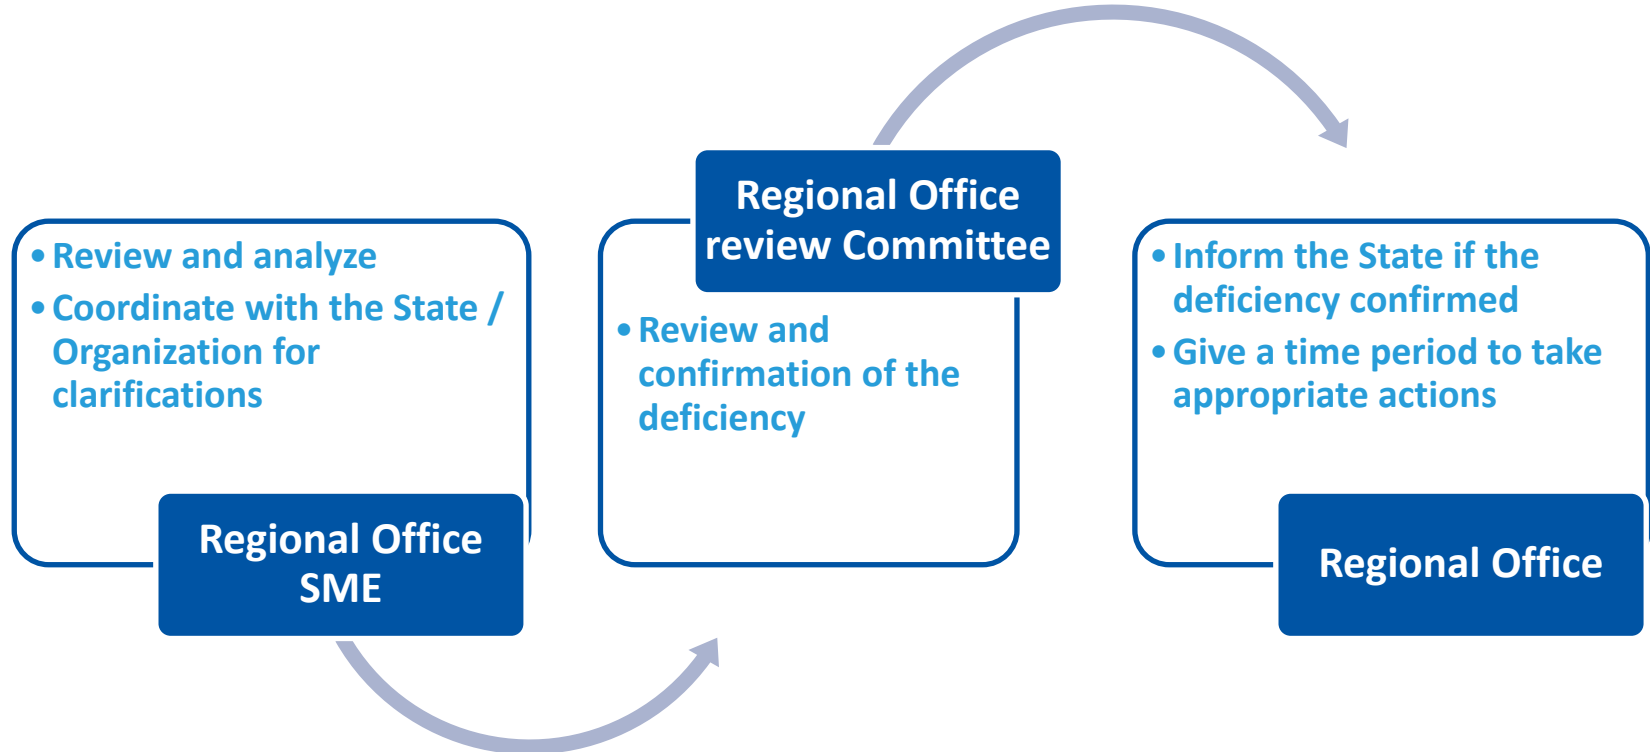 • Review and analyze
• Coordinate with the State /
Organization for
clarifications
Regional Office
SME
Regional Office
review Committee
• Review and
confirmation of the
deficiency
• Inform the State if the
deficiency confirmed
• Give a time period to take
appropriate actions
Regional Office